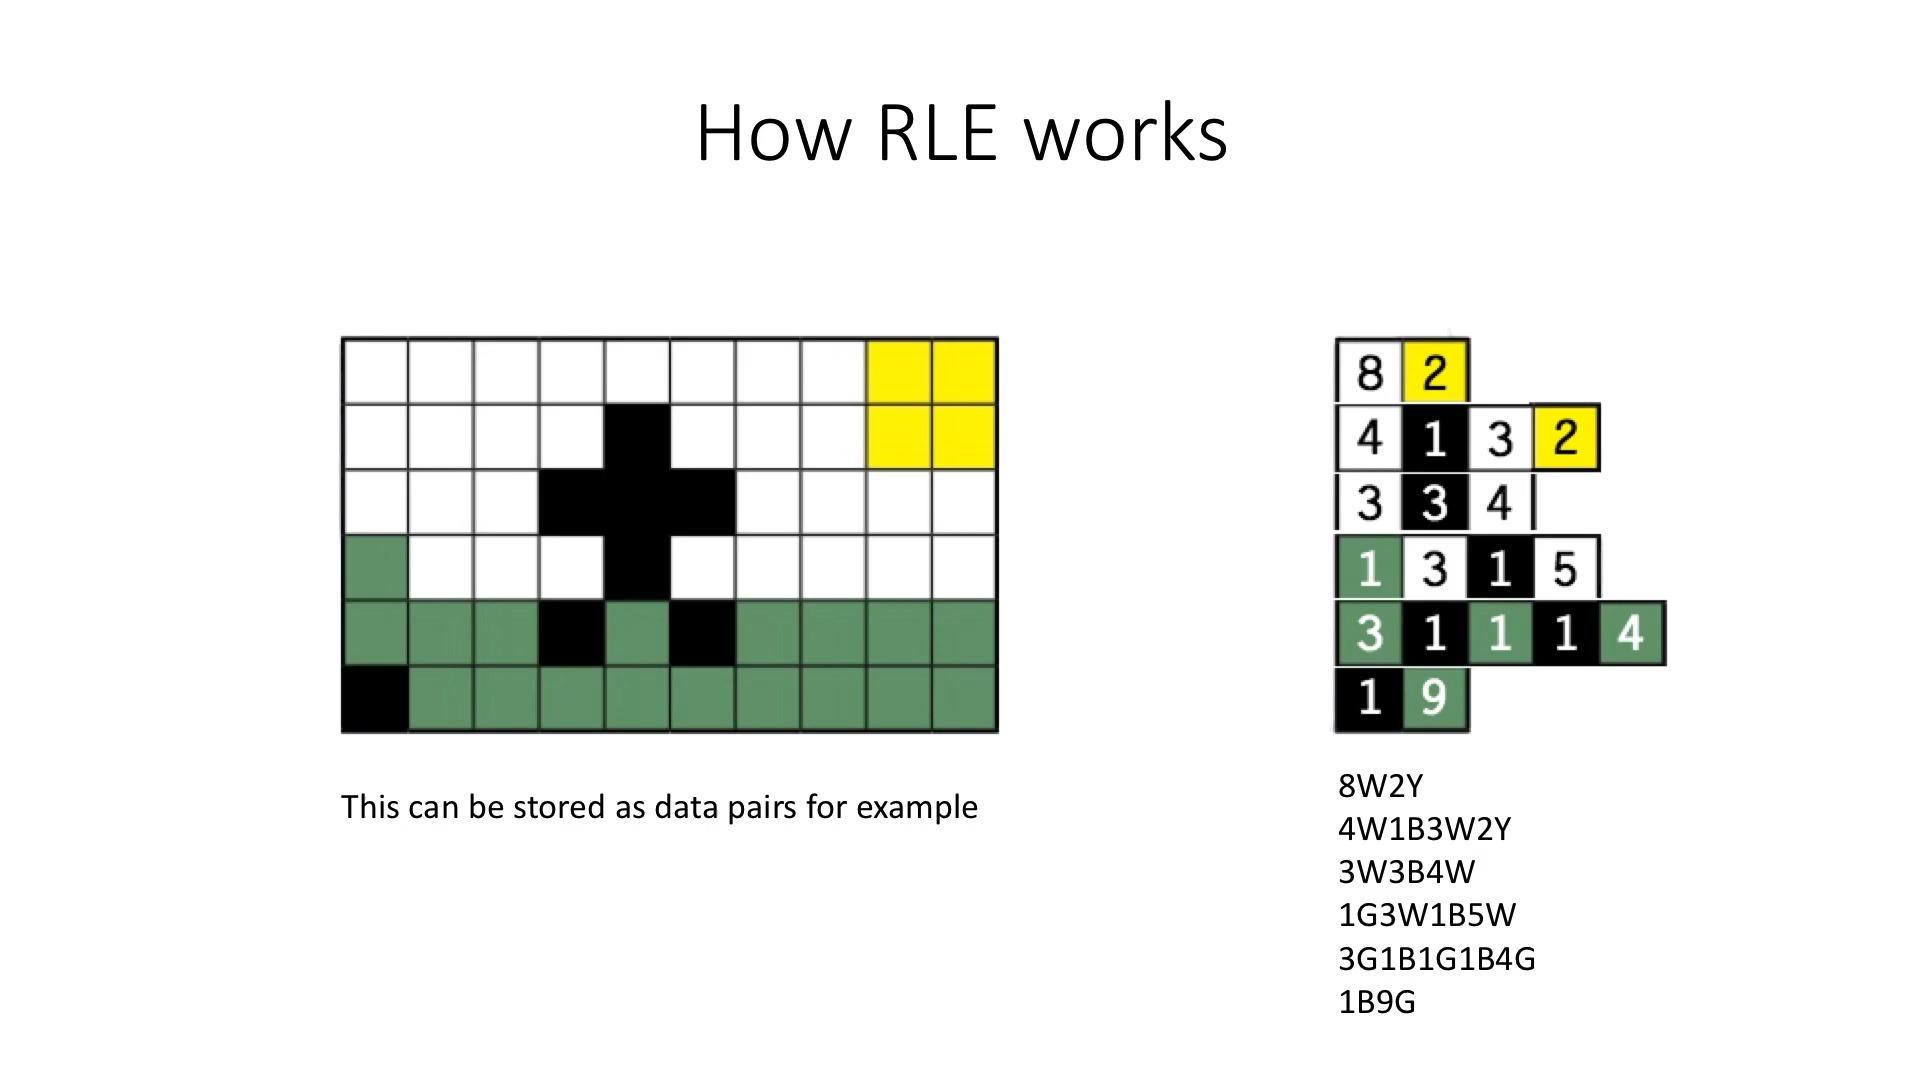 How RLE works
8 2
4 1 3 2
3 3 4
1 3 1 5
3 1 1 1 4
1 9
This can be stored as data pairs for example
8W2Y
4W1B3W2Y
3W3B4W
1G3W1B5W
3G1B1G1B4G
1B9G